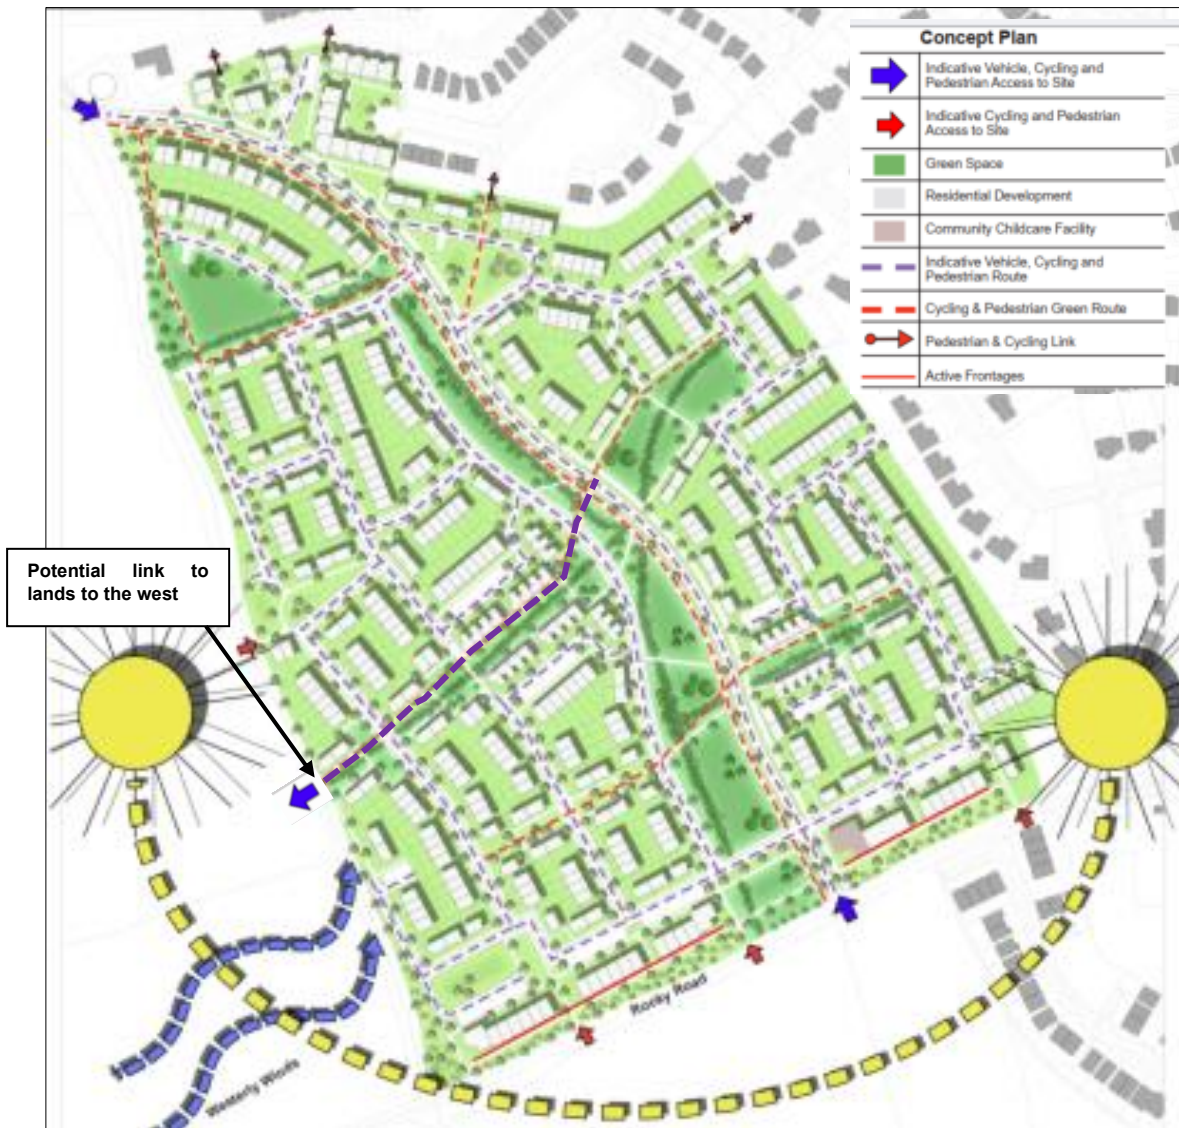 Concept Plan
Indicative Vehicle, Cycling and
Pedestrian Access to Site
Indicative Cycling and Pedestrian
Access to Site
Green Space
Residential Development
Community Childcare Facility
Indicative Vehicle, Cycling and
Pedestrian Route
Cycling & Pedestrian Green Route
Pedestrian & Cycling Link
Active Frontages
Potential link to
lands to the west
Rocky Road
Westerly Winds